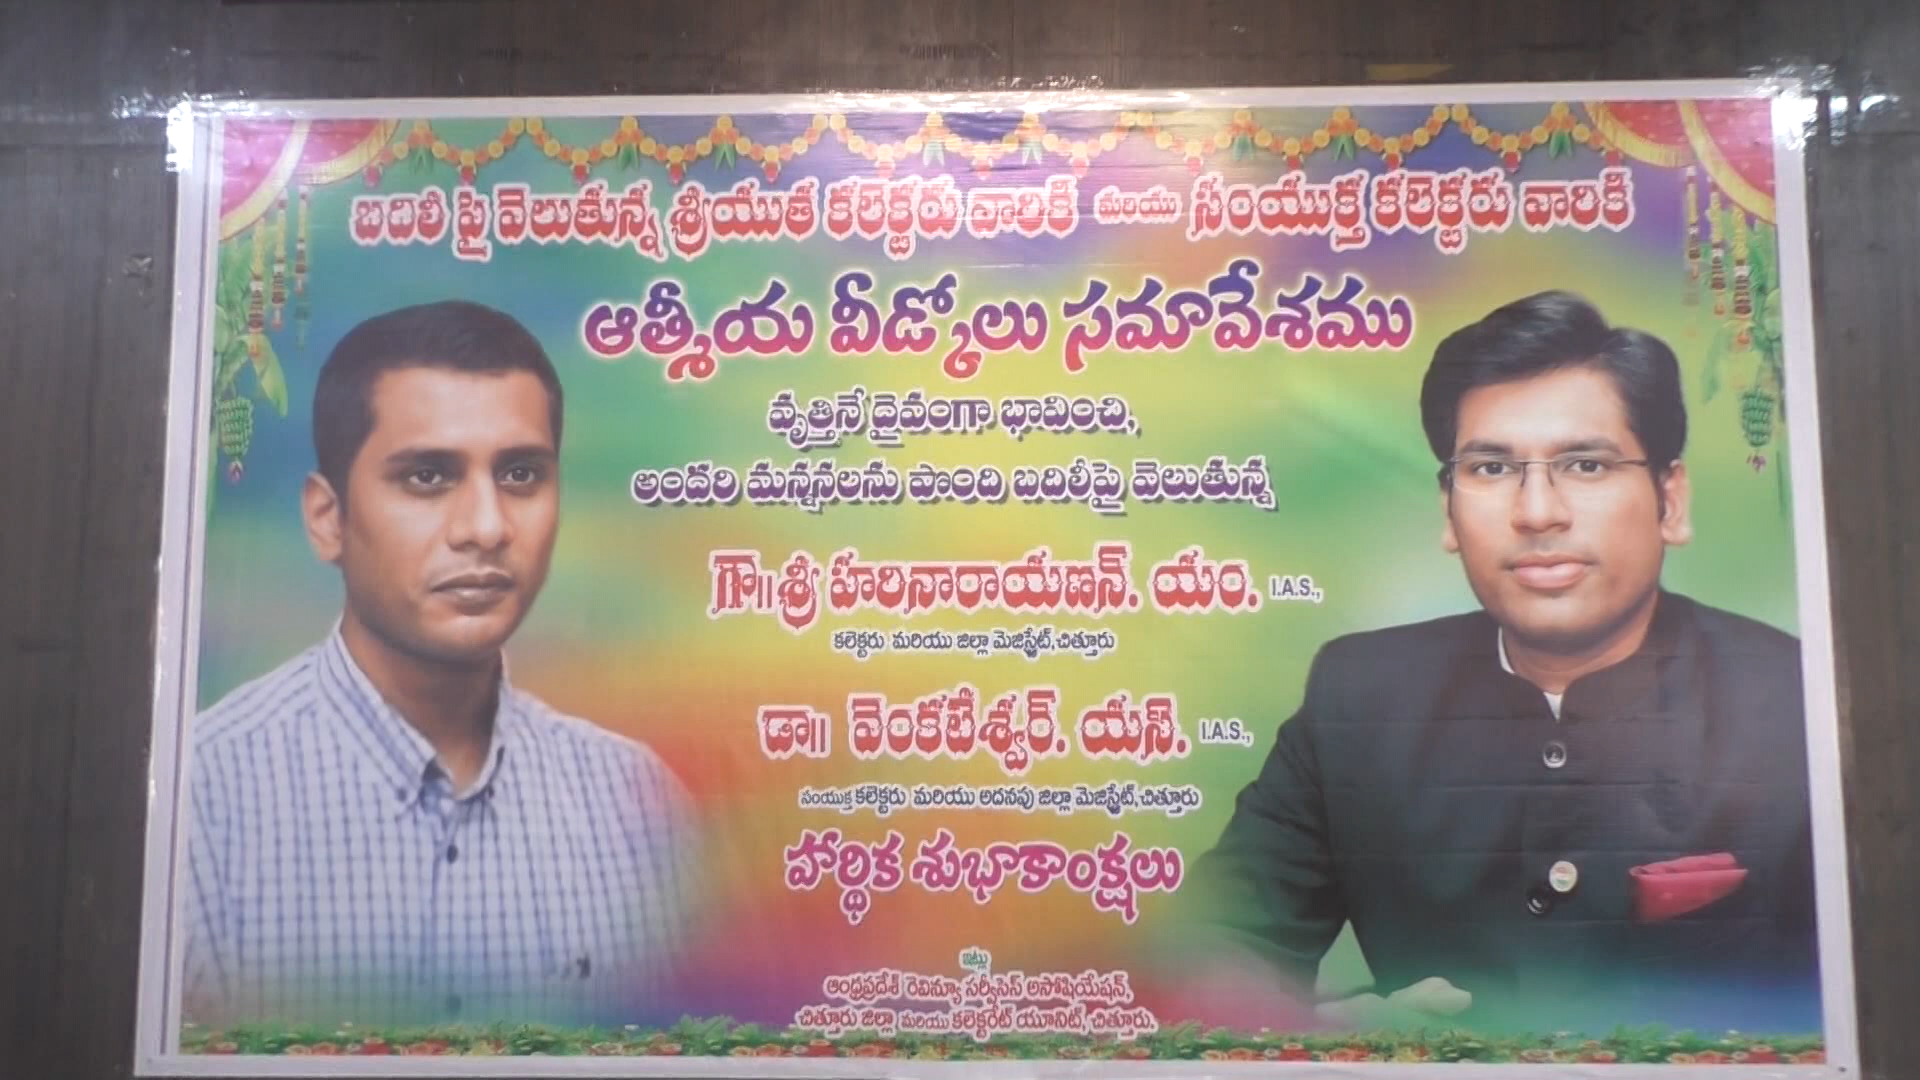 బదిలీ పై వెలుతున్న శ్రీయుత కలెక్టరు వారికి మరియు సంయుక్త కలెక్టరు వారికి
ఆత్మీయ వీడ్కోలు సమావేశము
వృత్తినే దైవంగా భావించి,
అందరి మన్ననలను పొంది బదిలీపై వెలుతున్న
గౌ॥శ్రీ హరినారాయణన్. యం. I.A.S.,
కలెక్టరు మరియు జిల్లా మెజిస్ట్రేట్, చిత్తూరు
డా॥ వెంకటేశ్వర్. యస్. I.A.S.,
సంయుక్త కలెక్టరు మరియు అదనపు జిల్లా మెజిస్ట్రేట్, చిత్తూరు
హార్థిక శుభాకాంక్షలు
ఇట్లు
ఆంధ్రప్రదేశ్ రెవిన్యూ సర్వీసెస్ అసోషియేషన్,
చిత్తూరు జిల్లా మరియు కలెక్టరేట్ యూనిట్, చిత్తూరు.